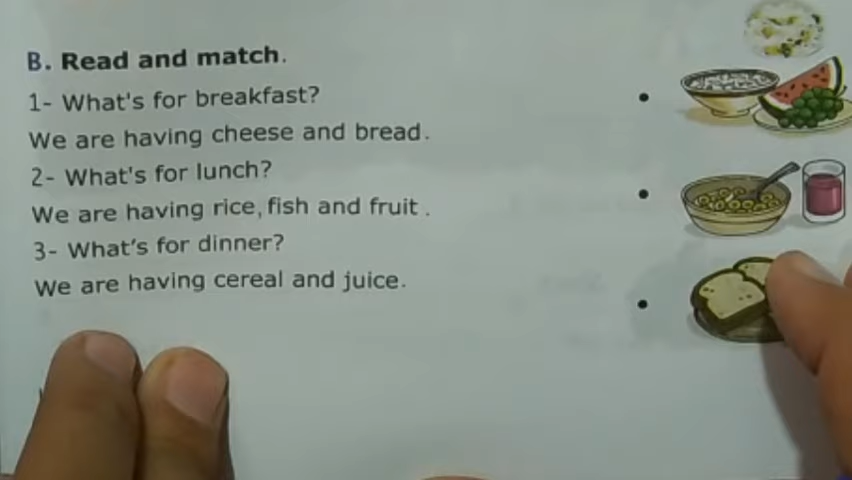 B. Read and match.
1- What's for breakfast?
We are having cheese and bread.
2- What's for lunch?
We are having rice, fish and fruit.
3- What's for dinner?
We are having cereal and juice.